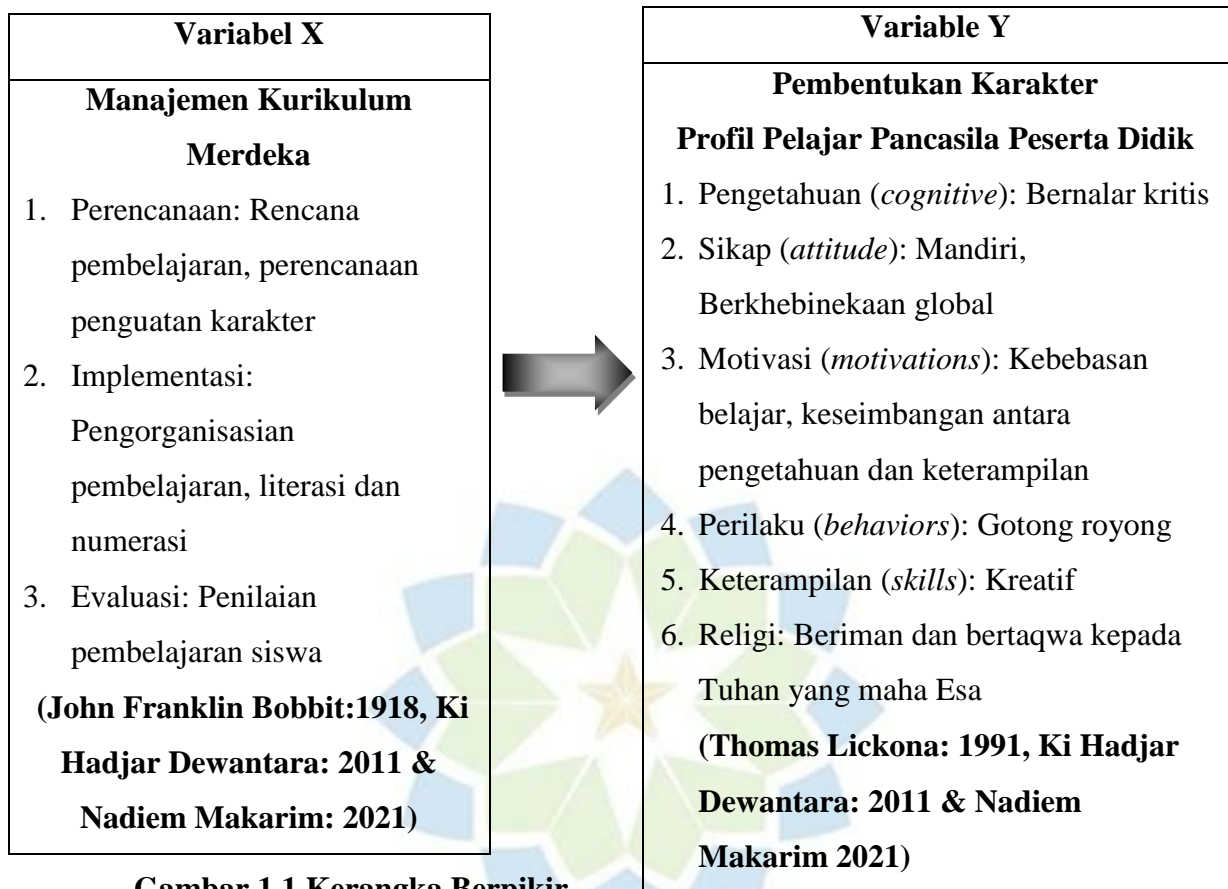 Variabel X
Manajemen Kurikulum
Merdeka
1. Perencanaan: Rencana
pembelajaran, perencanaan
penguatan karakter
2. Implementasi:
Pengorganisasian
pembelajaran, literasi dan
numerasi
3. Evaluasi: Penilaian
pembelajaran siswa
(John Franklin Bobbit:1918, Ki
Hadjar Dewantara: 2011 &
Nadiem Makarim: 2021)
Variable Y
Pembentukan Karakter
Profil Pelajar Pancasila Peserta Didik
1. Pengetahuan (cognitive): Bernalar kritis
2. Sikap (attitude): Mandiri,
Berkhebinekaan global
3. Motivasi (motivations): Kebebasan
belajar, keseimbangan antara
pengetahuan dan keterampilan
4. Perilaku (behaviors): Gotong royong
5. Keterampilan (skills): Kreatif
6. Religi: Beriman dan bertaqwa kepada
Tuhan yang maha Esa
(Thomas Lickona: 1991, Ki Hadjar
Dewantara: 2011 & Nadiem
Makarim 2021)
Gambar 1.1 Kerangka Berpikir